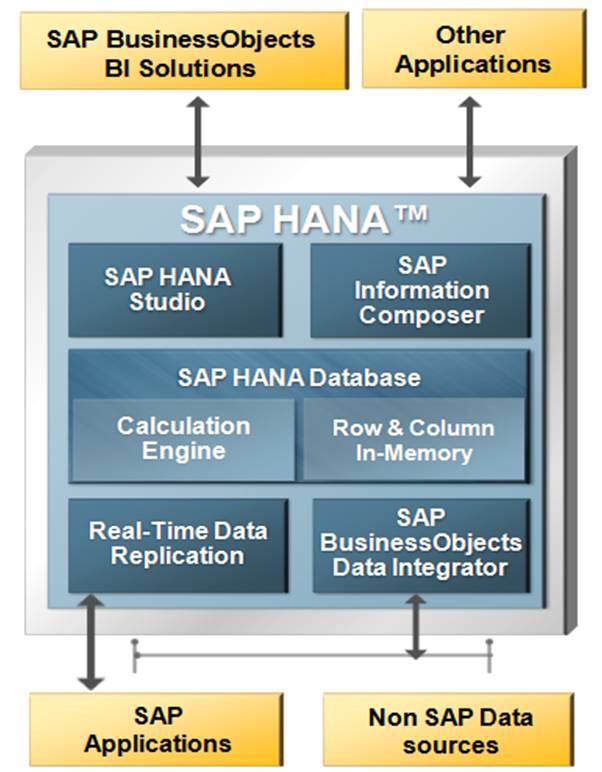 SAP BusinessObjects
BI Solutions
Other
Applications
SAP HANA™
SAP HANA
Studio
SAP
Information
Composer
SAP HANA Database
Calculation
Engine
Row & Column
In-Memory
Real-Time Data
Replication
SAP
BusinessObjects
Data Integrator
SAP
Applications
Non SAP Data
sources